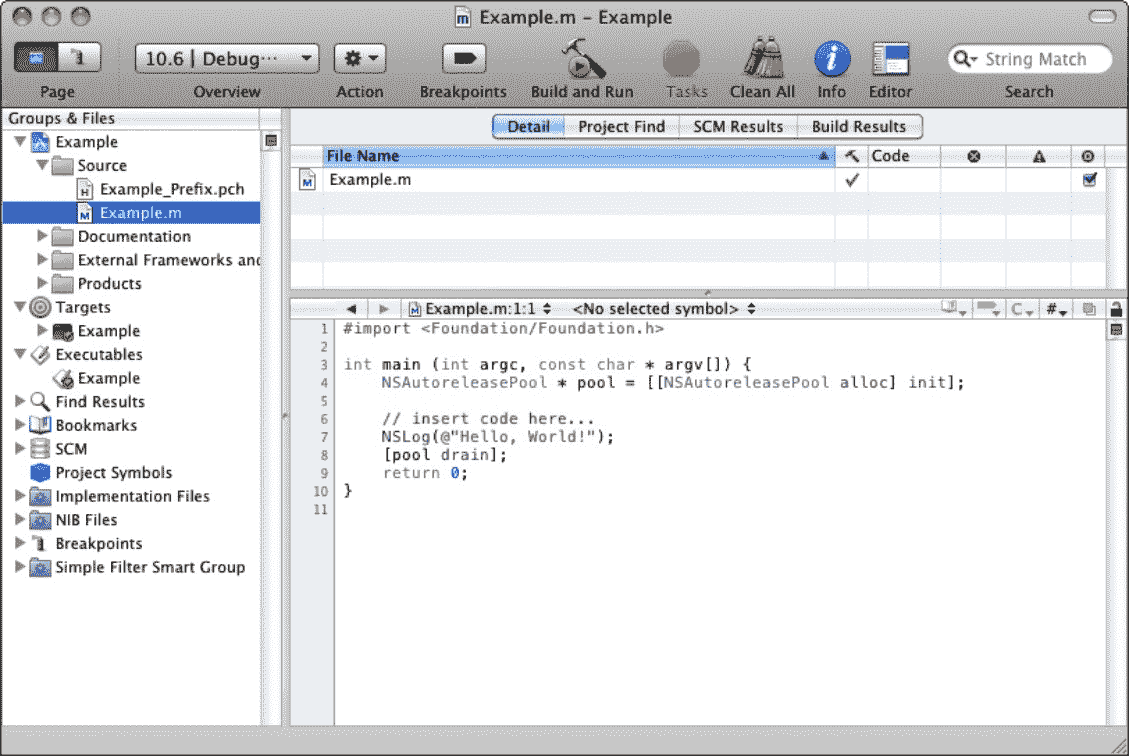 Example.m – Example
10.6 | Debug···
String Match
Page
Overview
Action
Breakpoints
Build and Run
Tasks
Clean All
Info
Editor
Search
Groups & Files
Example
Source
Example_Prefix.pch
Example.m
Documentation
External Frameworks and
Products
Targets
Example
Executables
Example
Find Results
Bookmarks
SCM
Project Symbols
Implementation Files
NIB Files
Breakpoints
Simple Filter Smart Group
Detail
Project Find
SCM Results
Build Results
File Name
Code
Example.m
Example.m:1:1
<No selected symbol>
C
#
1 #import <Foundation/Foundation.h>
2
3 int main (int argc, const char * argv[]) {
4     NSAutoreleasePool * pool = [[NSAutoreleasePool alloc] init];
5
6     // insert code here...
7     NSLog(@"Hello, World!");
8     [pool drain];
9     return 0;
10 }
11